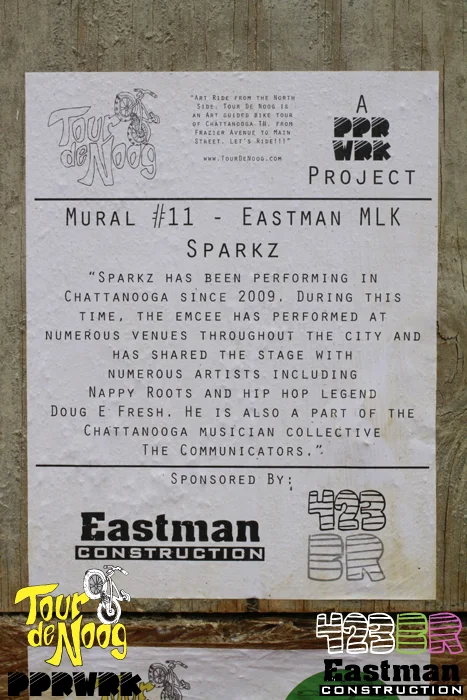 Tour
de Noog
"Art Ride from the North
Side. Tour De Noog is
an Art guided bike tour
of Chattanooga TN. from
Frazier Avenue to Main
Street. Let's Ride!!!"
www.TourDeNoog.com
A
PPR
WRK
Project
Mural #11 - Eastman MLK
Sparkz
"Sparkz has been performing in
Chattanooga since 2009. During this
time, the emcee has performed at
numerous venues throughout the city and
has shared the stage with
numerous artists including
Nappy Roots and hip hop legend
Doug E Fresh. He is also a part of the
Chattanooga musician collective
The Communicators."
Sponsored By:
Eastman
CONSTRUCTION
423
BR
Tour
de Noog
PPRWRK
423BR
Eastman
CONSTRUCTION